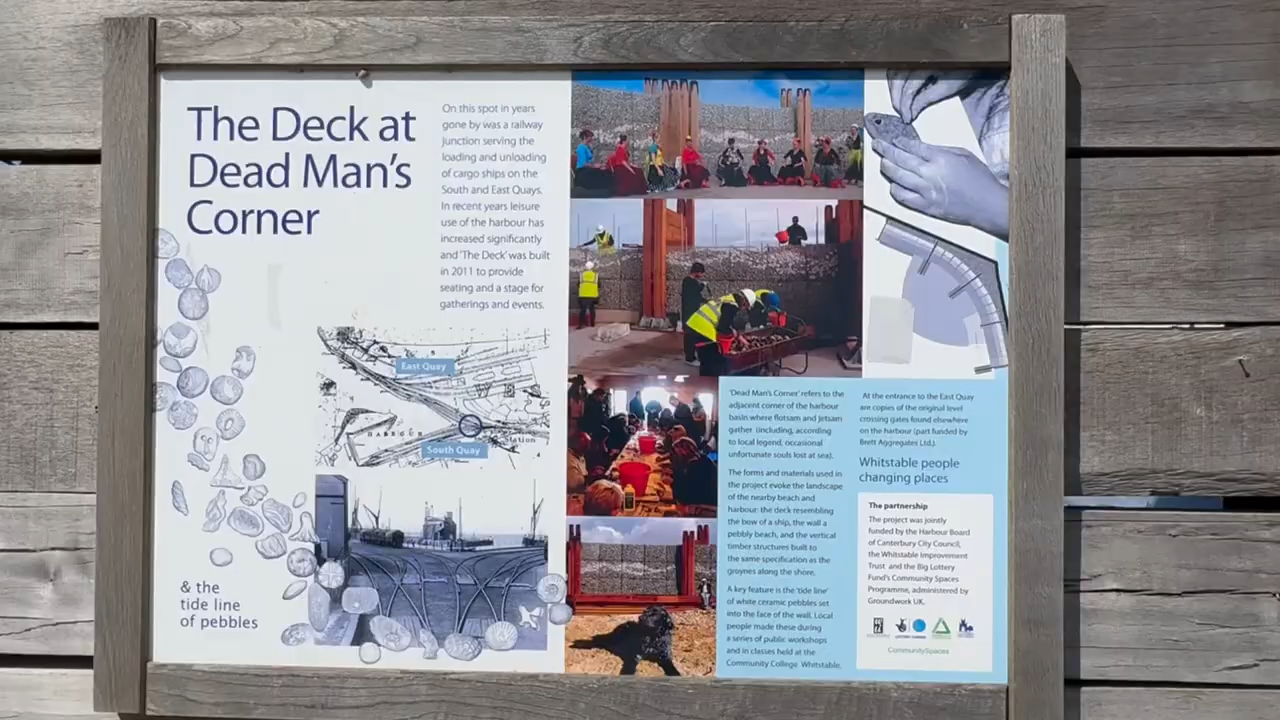 The Deck at
Dead Man's
Corner
On this spot in years
gone by was a railway
junction serving the
loading and unloading
of cargo ships on the
South and East Quays.
In recent years leisure
use of the harbour has
increased significantly
and 'The Deck' was built
in 2011 to provide
seating and a stage for
gatherings and events.
East Quay
HARBOUR
Station
South Quay
& the
tide line
of pebbles
'Dead Man's Corner' refers to the
adjacent corner of the harbour
basin where flotsam and jetsam
gather (including, according
to local legend, occasional
unfortunate souls lost at sea).
The forms and materials used in
the project evoke the landscape
of the nearby beach and
harbour: the deck resembling
the bow of a ship, the wall a
pebbly beach, and the vertical
timber structures built to
the same specification as the
groynes along the shore.
A key feature is the 'tide line'
of white ceramic pebbles set
into the face of the wall. Local
people made these during
a series of public workshops
and in classes held at the
Community College Whitstable.
At the entrance to the East Quay
are copies of the original level
crossing gates found elsewhere
on the harbour (part funded by
Brett Aggregates Ltd.).
Whitstable people
changing places
The partnership
The project was jointly
funded by the Harbour Board
of Canterbury City Council,
the Whitstable Improvement
Trust and the Big Lottery
Fund's Community Spaces
Programme, administered by
Groundwork UK.
CommunitySpaces